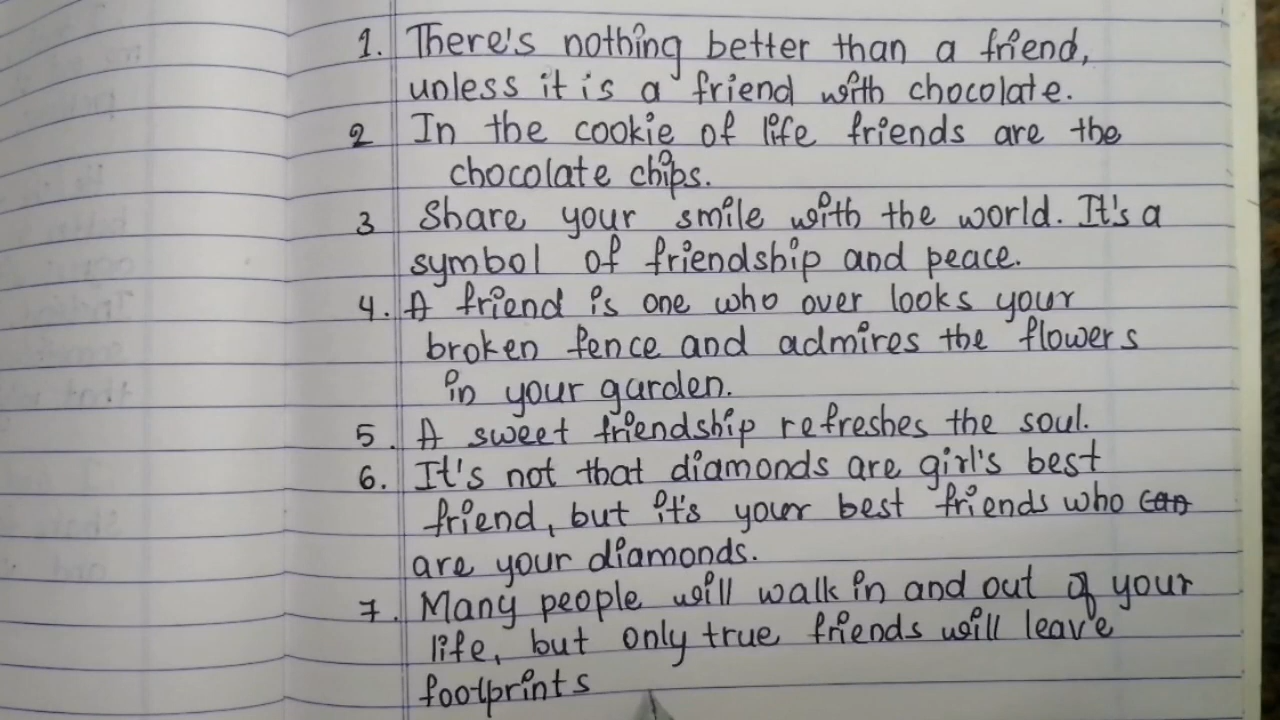 1. There's nothing better than a friend,
unless it is a friend with chocolate.
2 In the cookie of life friends are the
chocolate chips.
3 Share your smile with the world. It's a
symbol of friendship and peace.
4. A friend is one who over looks your
broken fence and admires the flowers
in your garden.
5. A sweet friendship refreshes the soul.
6. It's not that diamonds are girl's best
friend, but it's your best friends who can
are your diamonds.
7. Many people will walk in and out of your
life, but only true friends will leave
footprints